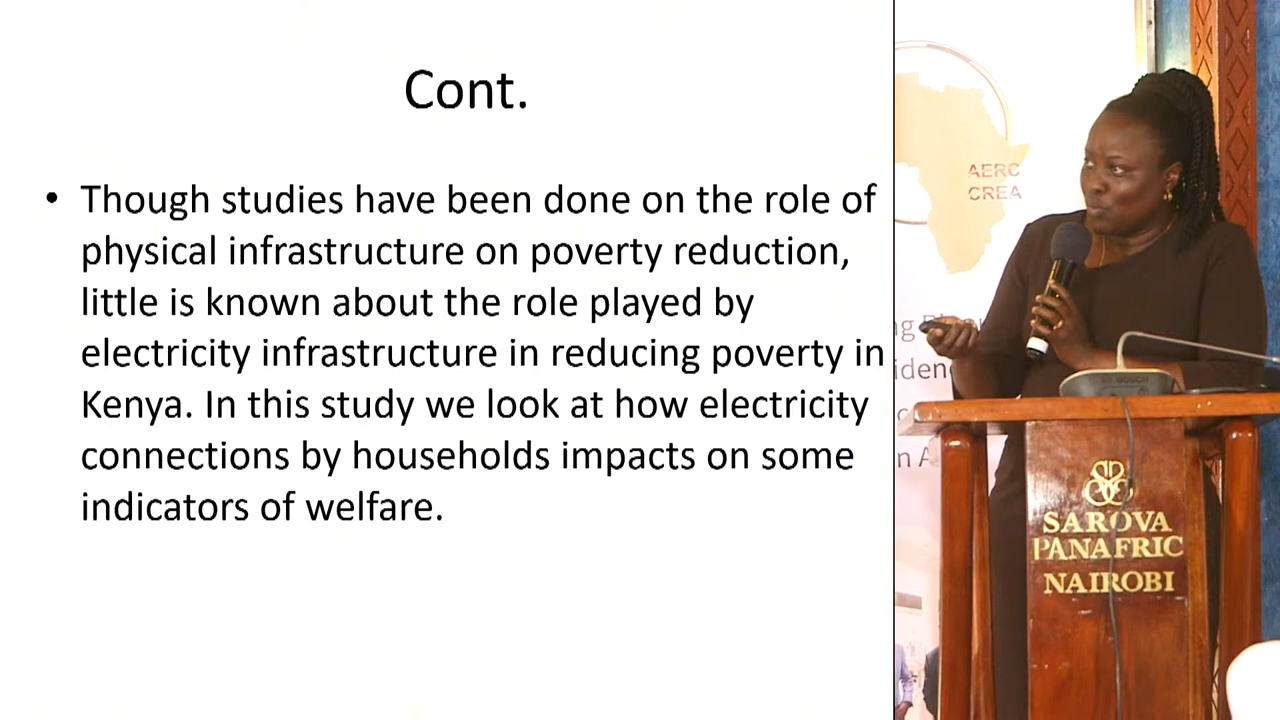 Cont.
• Though studies have been done on the role of
physical infrastructure on poverty reduction,
little is known about the role played by
electricity infrastructure in reducing poverty in
Kenya. In this study we look at how electricity
connections by households impacts on some
indicators of welfare.
AERC
CREA
BOSCH
SAROVA
PANAFRIC
NAIROBI